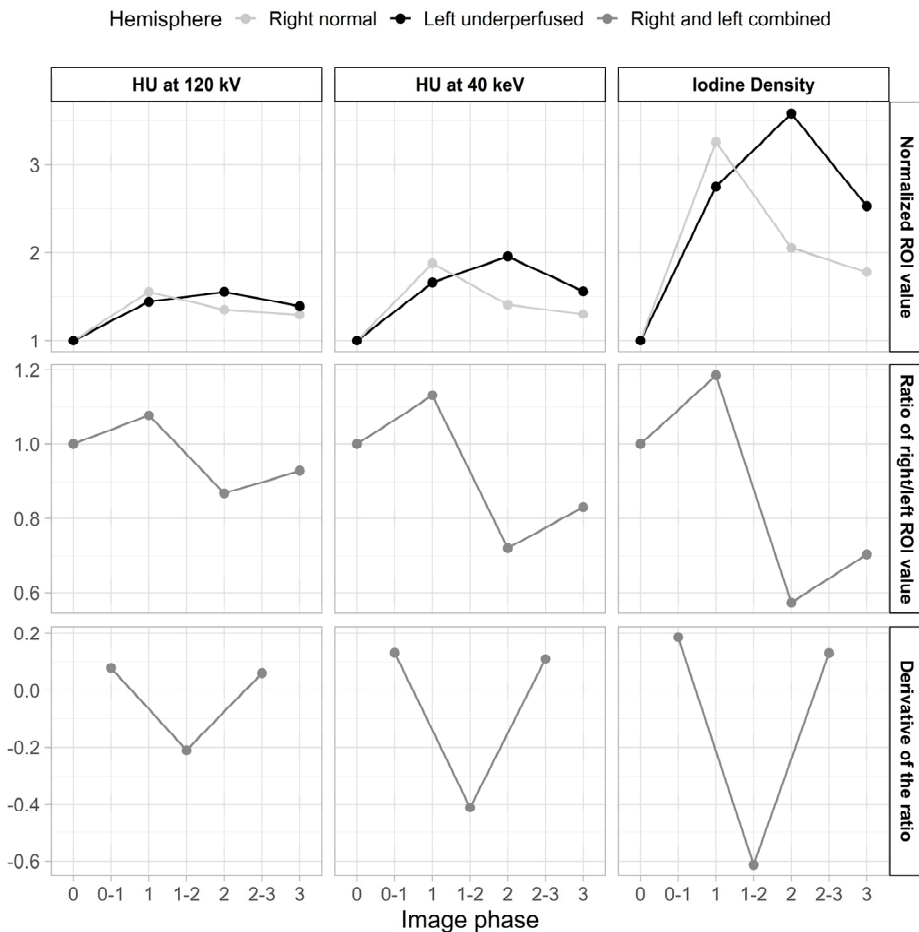 Hemisphere Right normal Left underperfused Right and left combined
HU at 120 kV HU at 40 keV Iodine Density
Normalized ROI value
3
2
1
Ratio of right/left ROI value
1.2
1.0
0.8
0.6
Derivative of the ratio
0.2
0.0
-0.2
-0.4
-0.6
0 0-1 1 1-2 2 2-3 3 0 0-1 1 1-2 2 2-3 3 0 0-1 1 1-2 2 2-3 3
Image phase